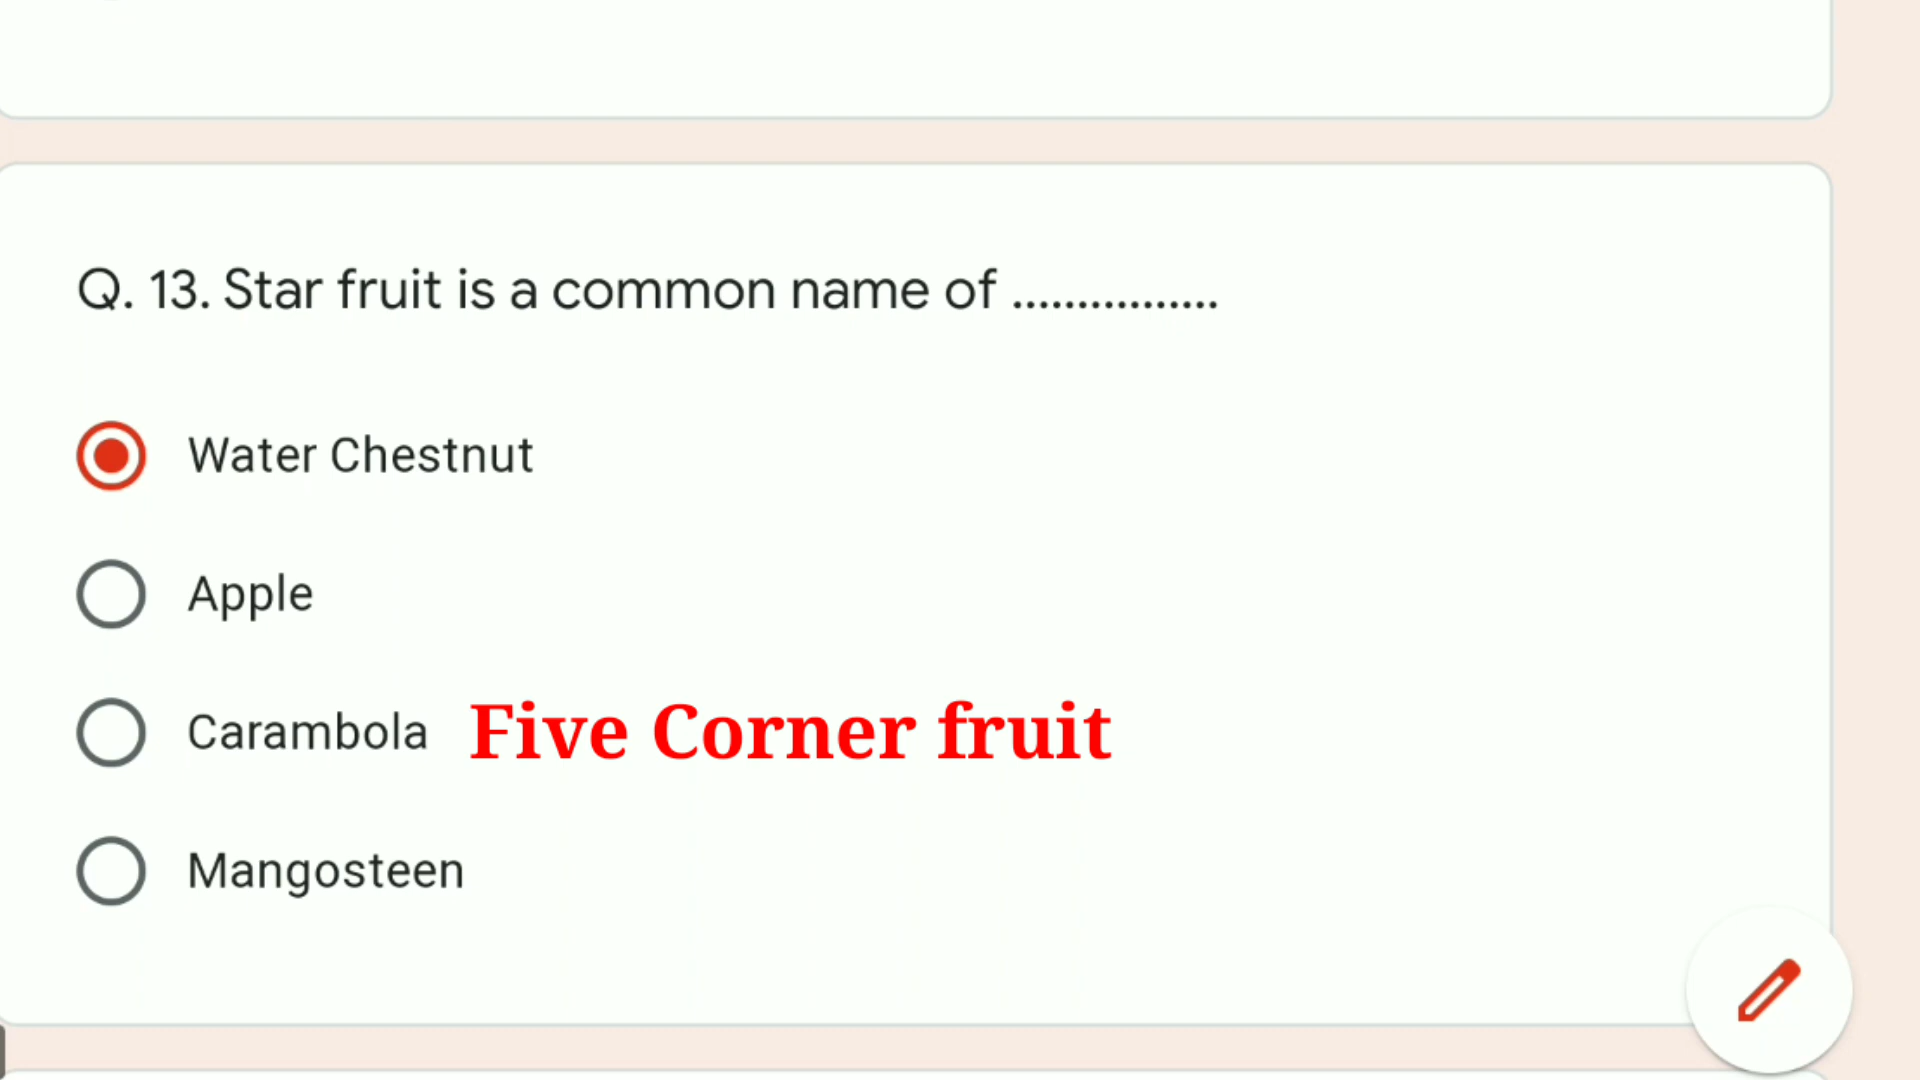 Q. 13. Star fruit is a common name of ................
Water Chestnut
Apple
Carambola Five Corner fruit
Mangosteen